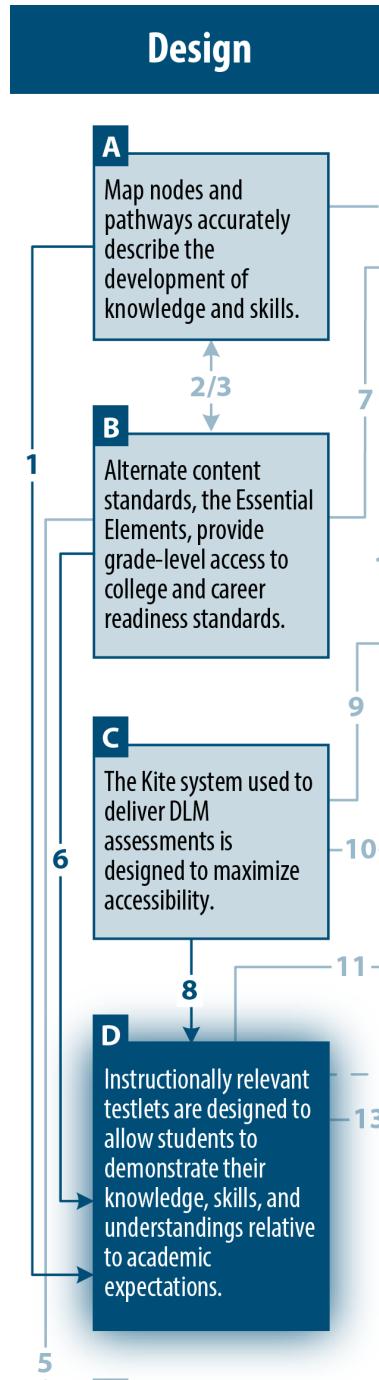 Design
A
Map nodes and
pathways accurately
describe the
development of
knowledge and skills.
2/3
7
B
1
Alternate content
standards, the Essential
Elements, provide
grade-level access to
college and career
readiness standards.
9
C
The Kite system used to
deliver DLM
assessments is
designed to maximize
accessibility.
10
6
11
8
D
Instructionally relevant
testlets are designed to
allow students to
demonstrate their
knowledge, skills, and
understandings relative
to academic
expectations.
13
5